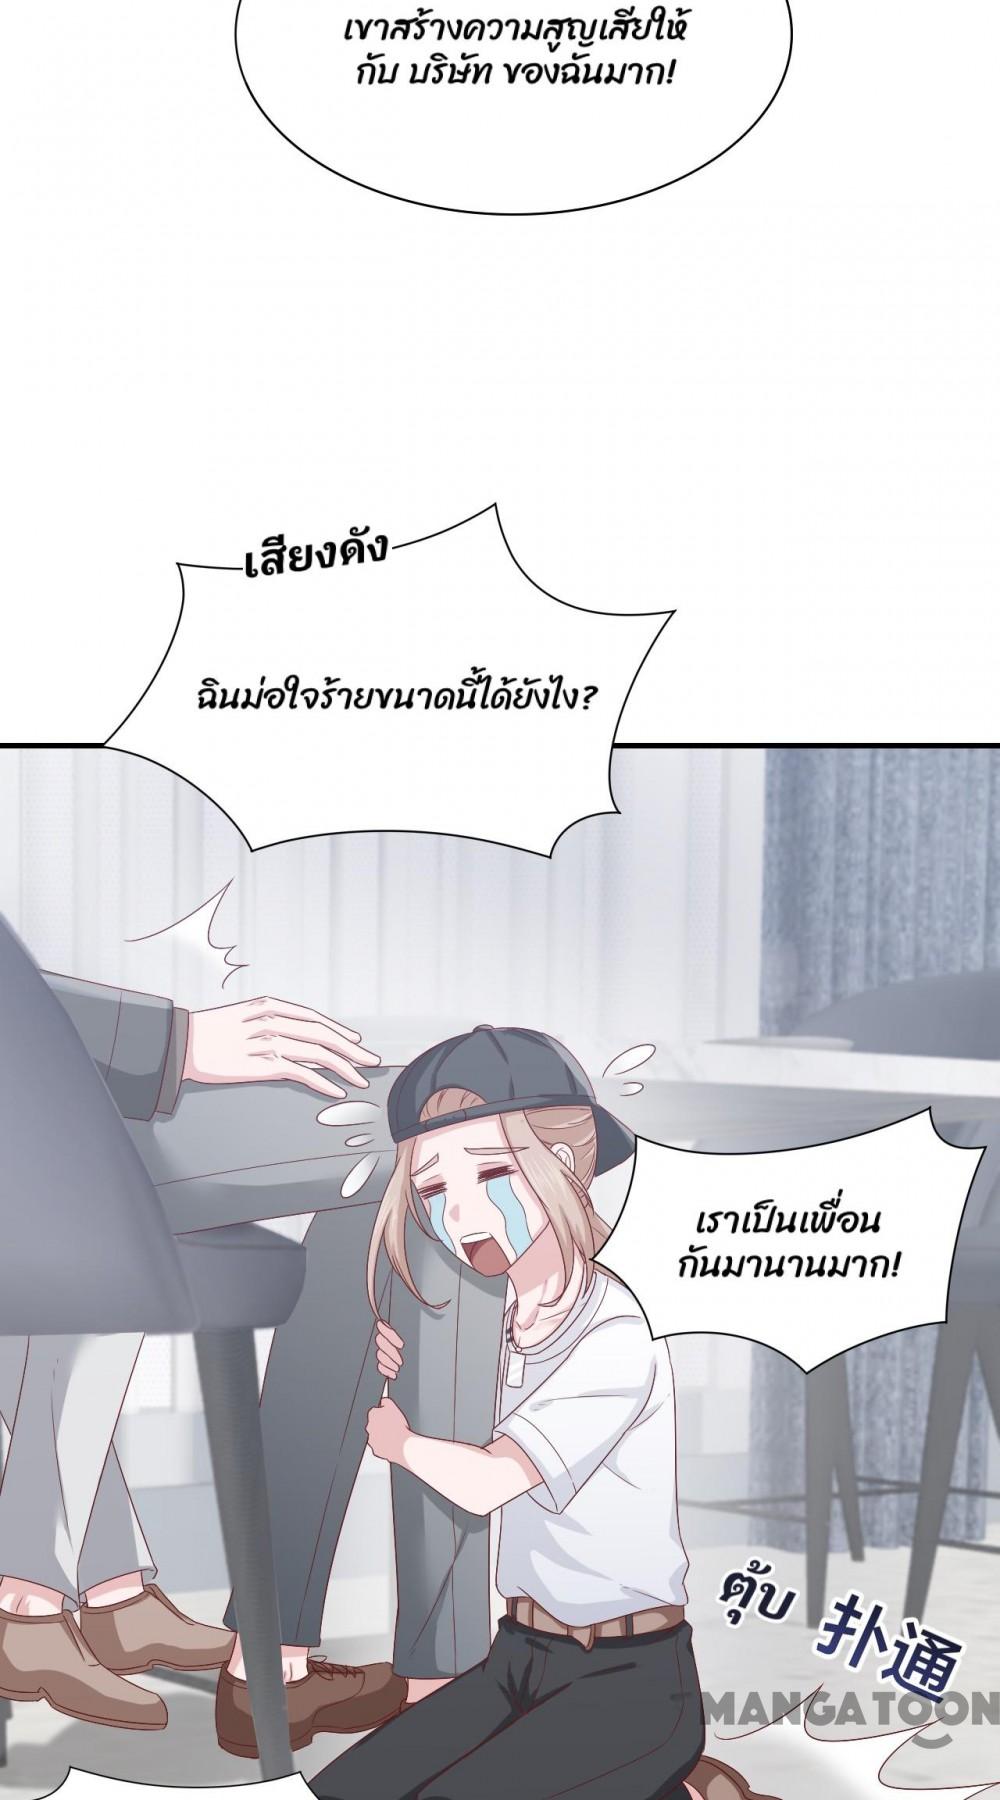 เขาสร้างความสูญเสียให้
กับ บริษัท ของฉันมาก!
เสียงดัง
ฉินม่อใจร้ายขนาดนี้ได้ยังไง?
เราเป็นเพื่อน
กันมานานมาก!
ตุ้บ
扑通
MANGATOON